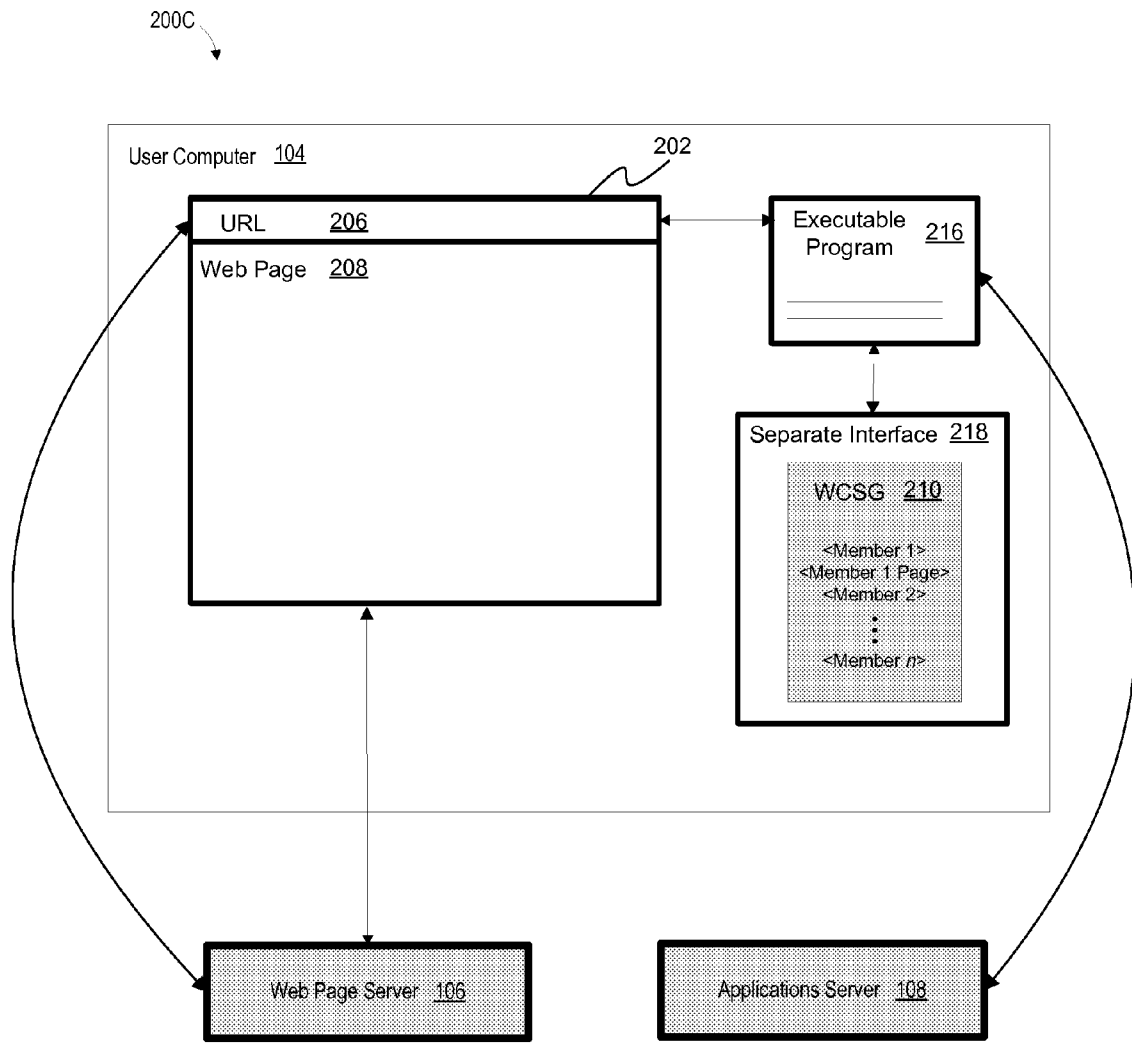 200C
User Computer 104
202
URL 206
Web Page 208
Executable
Program 216
Separate Interface 218
WCSG 210
<Member 1>
<Member 1 Page>
<Member 2>
<Member n>
Web Page Server 106
Applications Server 108